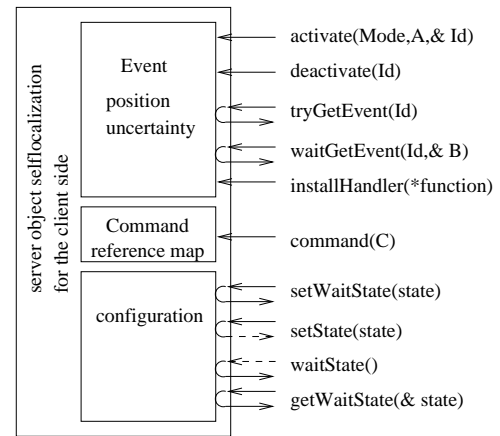 server object selflocalization
for the client side
Event
position
uncertainty
Command
reference map
configuration
activate(Mode,A,& Id)
deactivate(Id)
tryGetEvent(Id)
waitGetEvent(Id,& B)
installHandler(*function)
command(C)
setWaitState(state)
setState(state)
waitState()
getWaitState(& state)